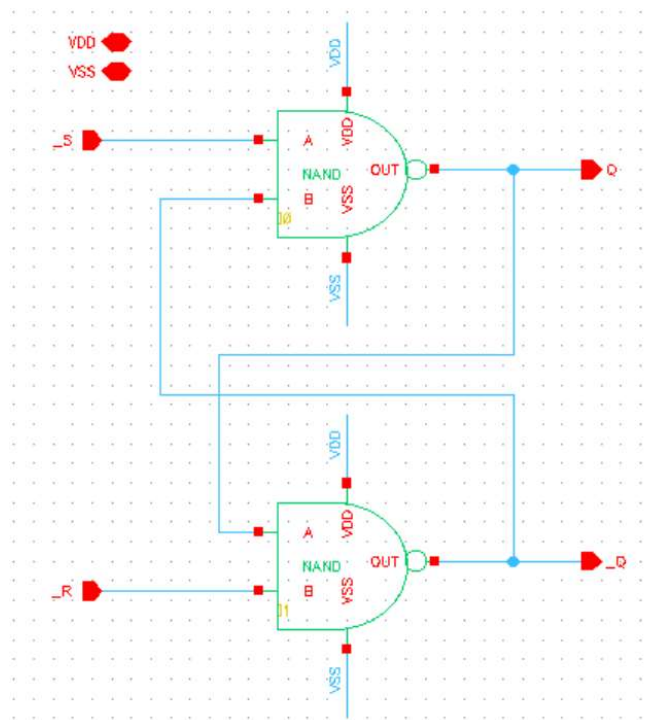 VDD
VSS
VDD
_S
A
VDD
NAND
OUT
Q
B
VSS
I0
VSS
VDD
A
VDD
NAND
OUT
_Q
_R
B
VSS
I1
VSS